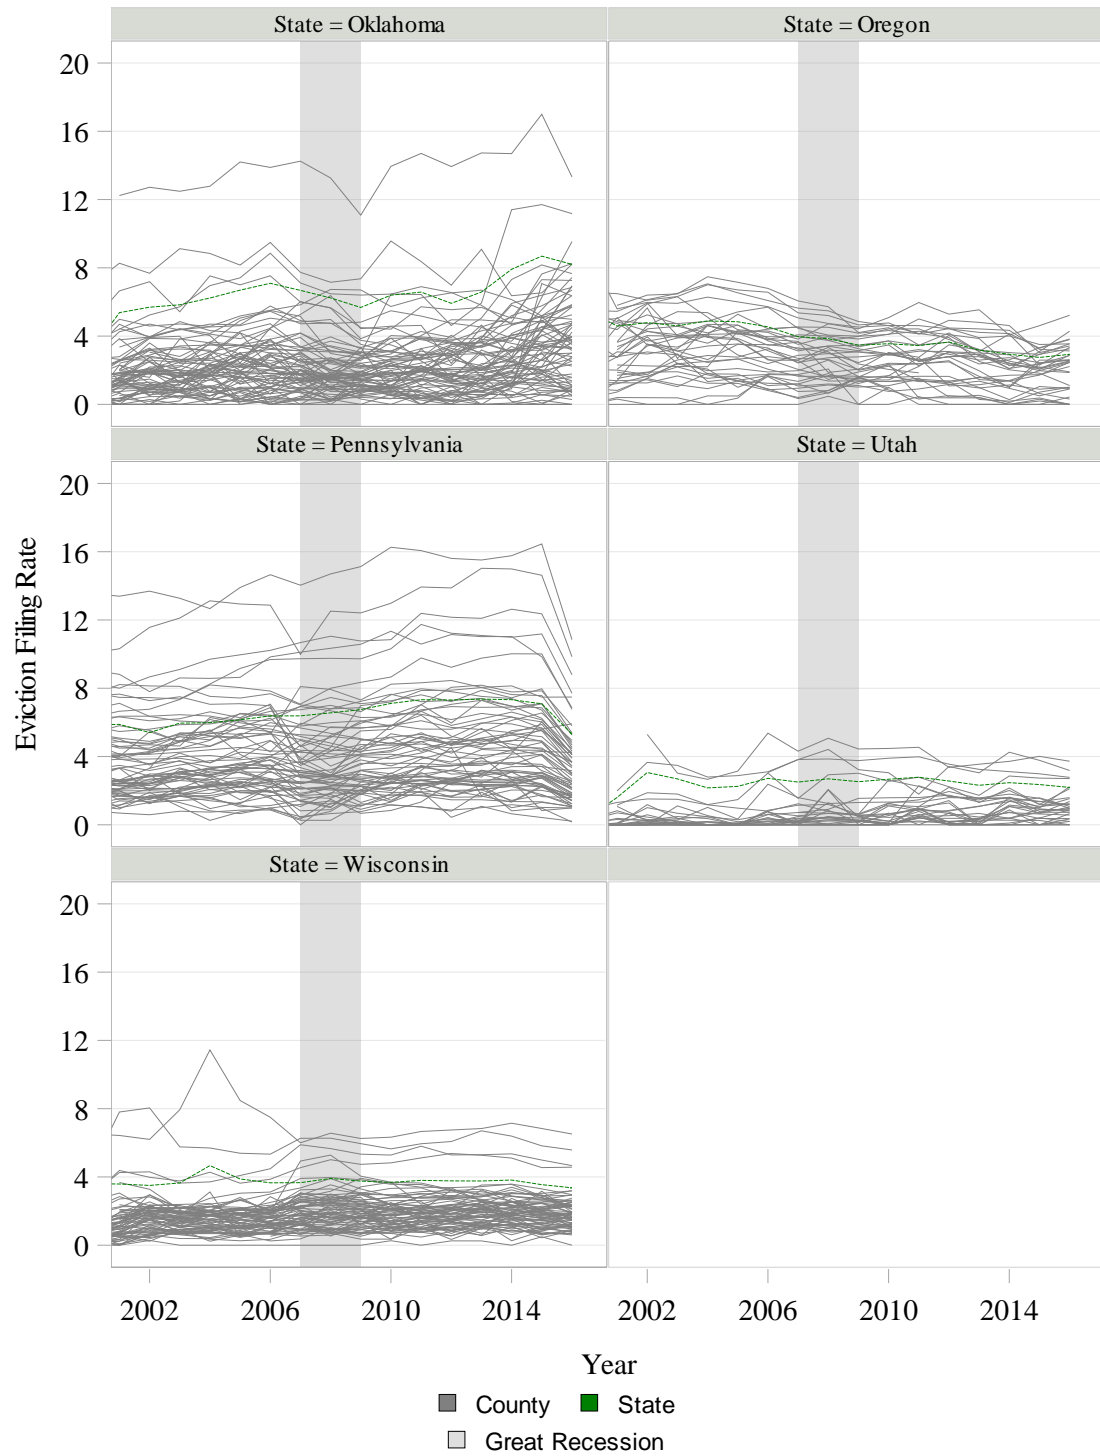 State = Oklahoma
State = Oregon
20
16
12
8
4
0
State = Pennsylvania
State = Utah
20
16
12
8
4
0
Eviction Filing Rate
State = Wisconsin
20
16
12
8
4
0
2002 2006 2010 2014 2002 2006 2010 2014
Year
County State
Great Recession